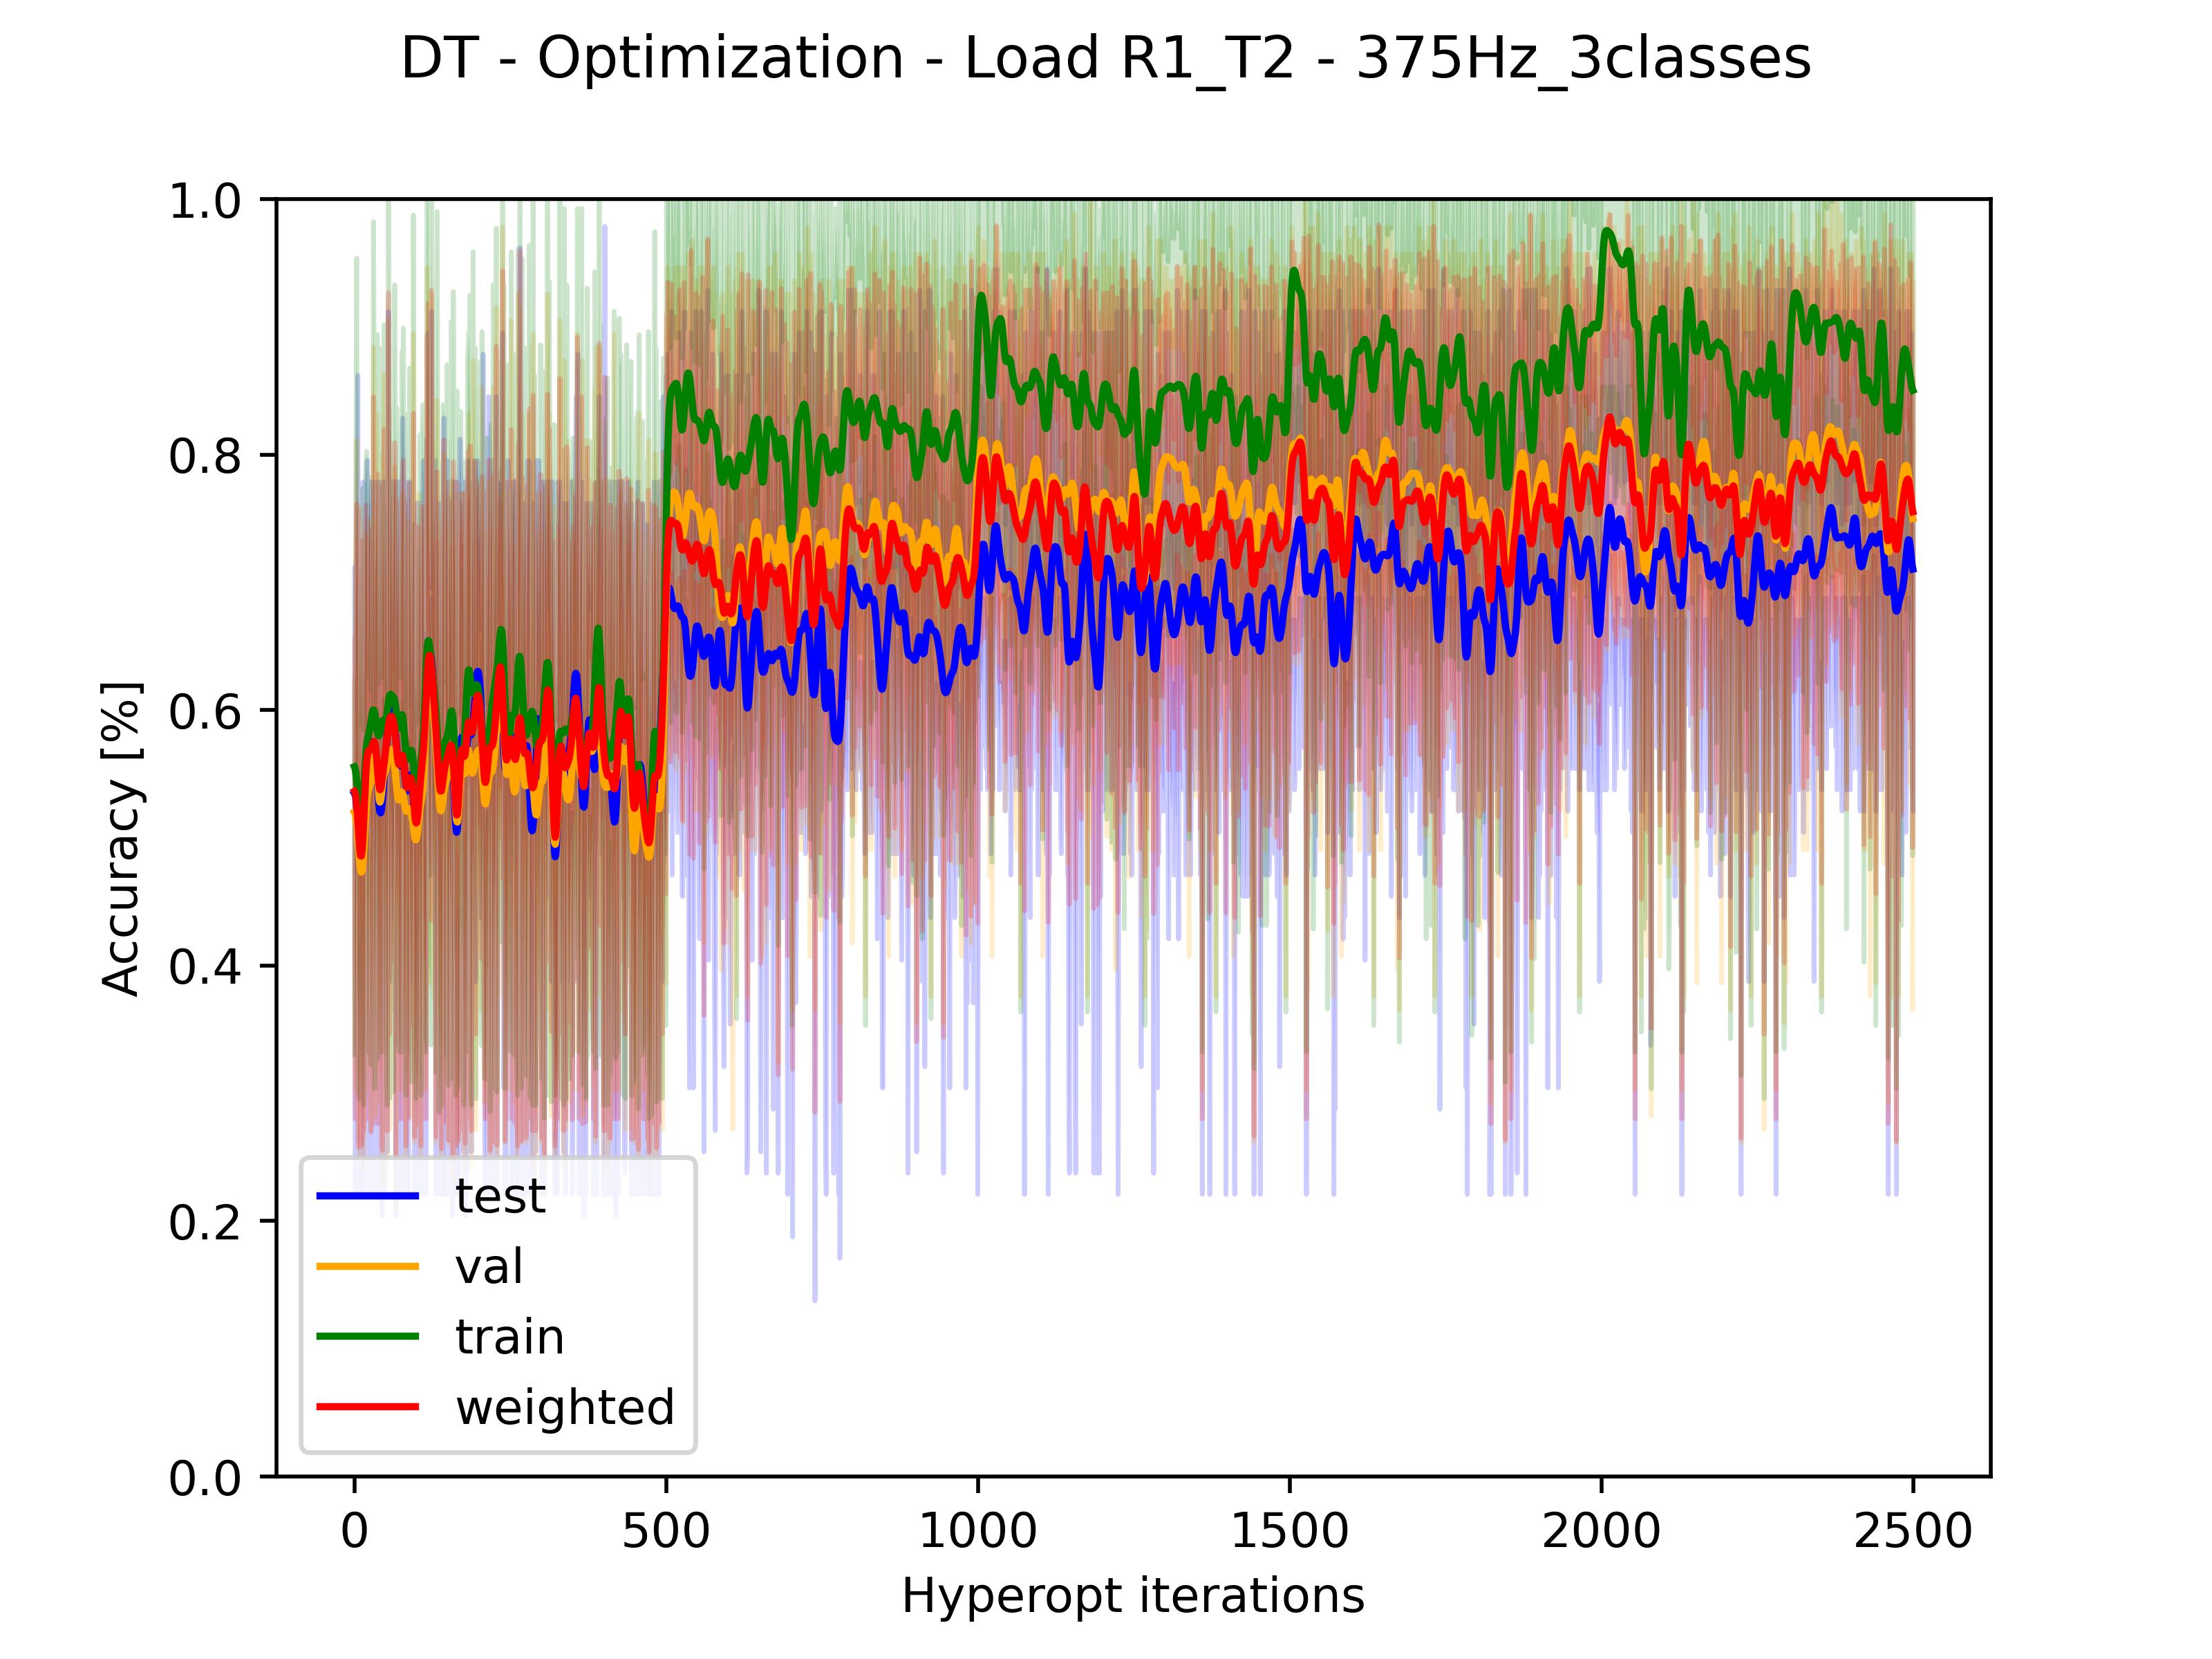 DT - Optimization - Load R1_T2 - 375Hz_3classes
1.0
0.8
0.6
0.4
0.2
0.0
Accuracy [%]
test
val
train
weighted
0 500 1000 1500 2000 2500
Hyperopt iterations